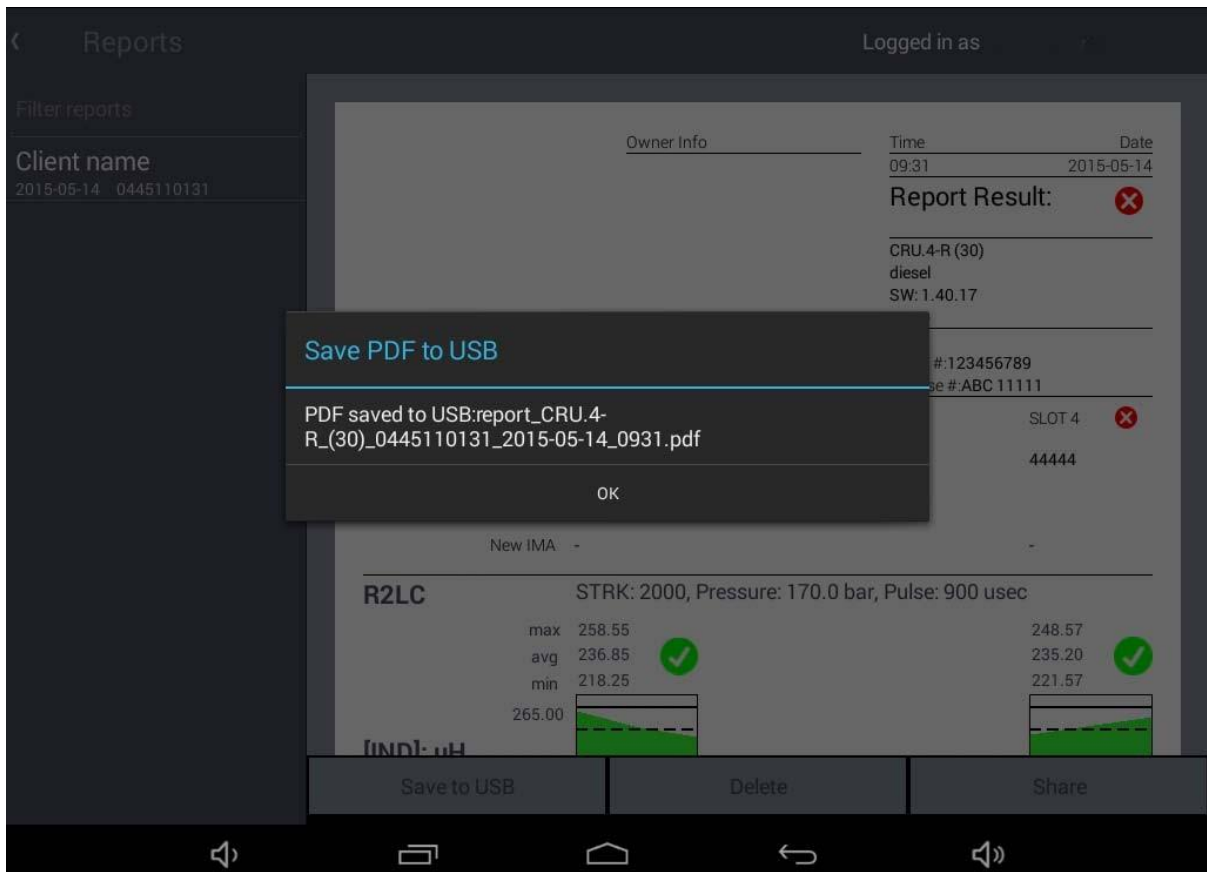 Reports
Logged in as
Filter reports
Client name
2015-05-14 0445110131
Owner Info
Time Date
09:31 2015-05-14
Report Result:
CRU.4-R (30)
diesel
SW: 1.40.17
#:123456789
se #:ABC 11111
SLOT 4
44444
Save PDF to USB
PDF saved to USB:report_CRU.4-
R_(30)_0445110131_2015-05-14_0931.pdf
OK
New IMA - -
R2LC STRK: 2000, Pressure: 170.0 bar, Pulse: 900 usec
max 258.55 248.57
avg 236.85 235.20
min 218.25 221.57
265.00
[IND]: uH
Save to USB Delete Share